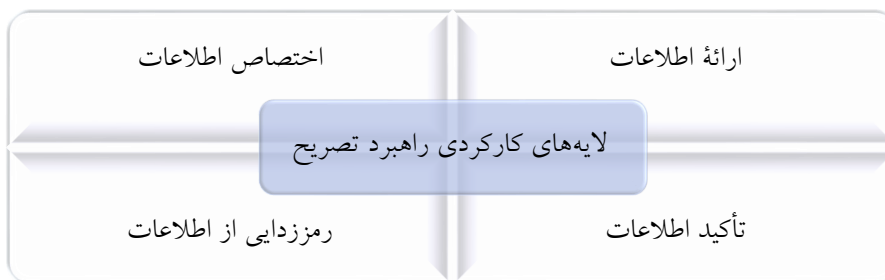 ارائهٔ اطلاعات
اختصاص اطلاعات
لایه‌های کارکردی راهبرد تصریح
تأکید اطلاعات
رمززدایی از اطلاعات